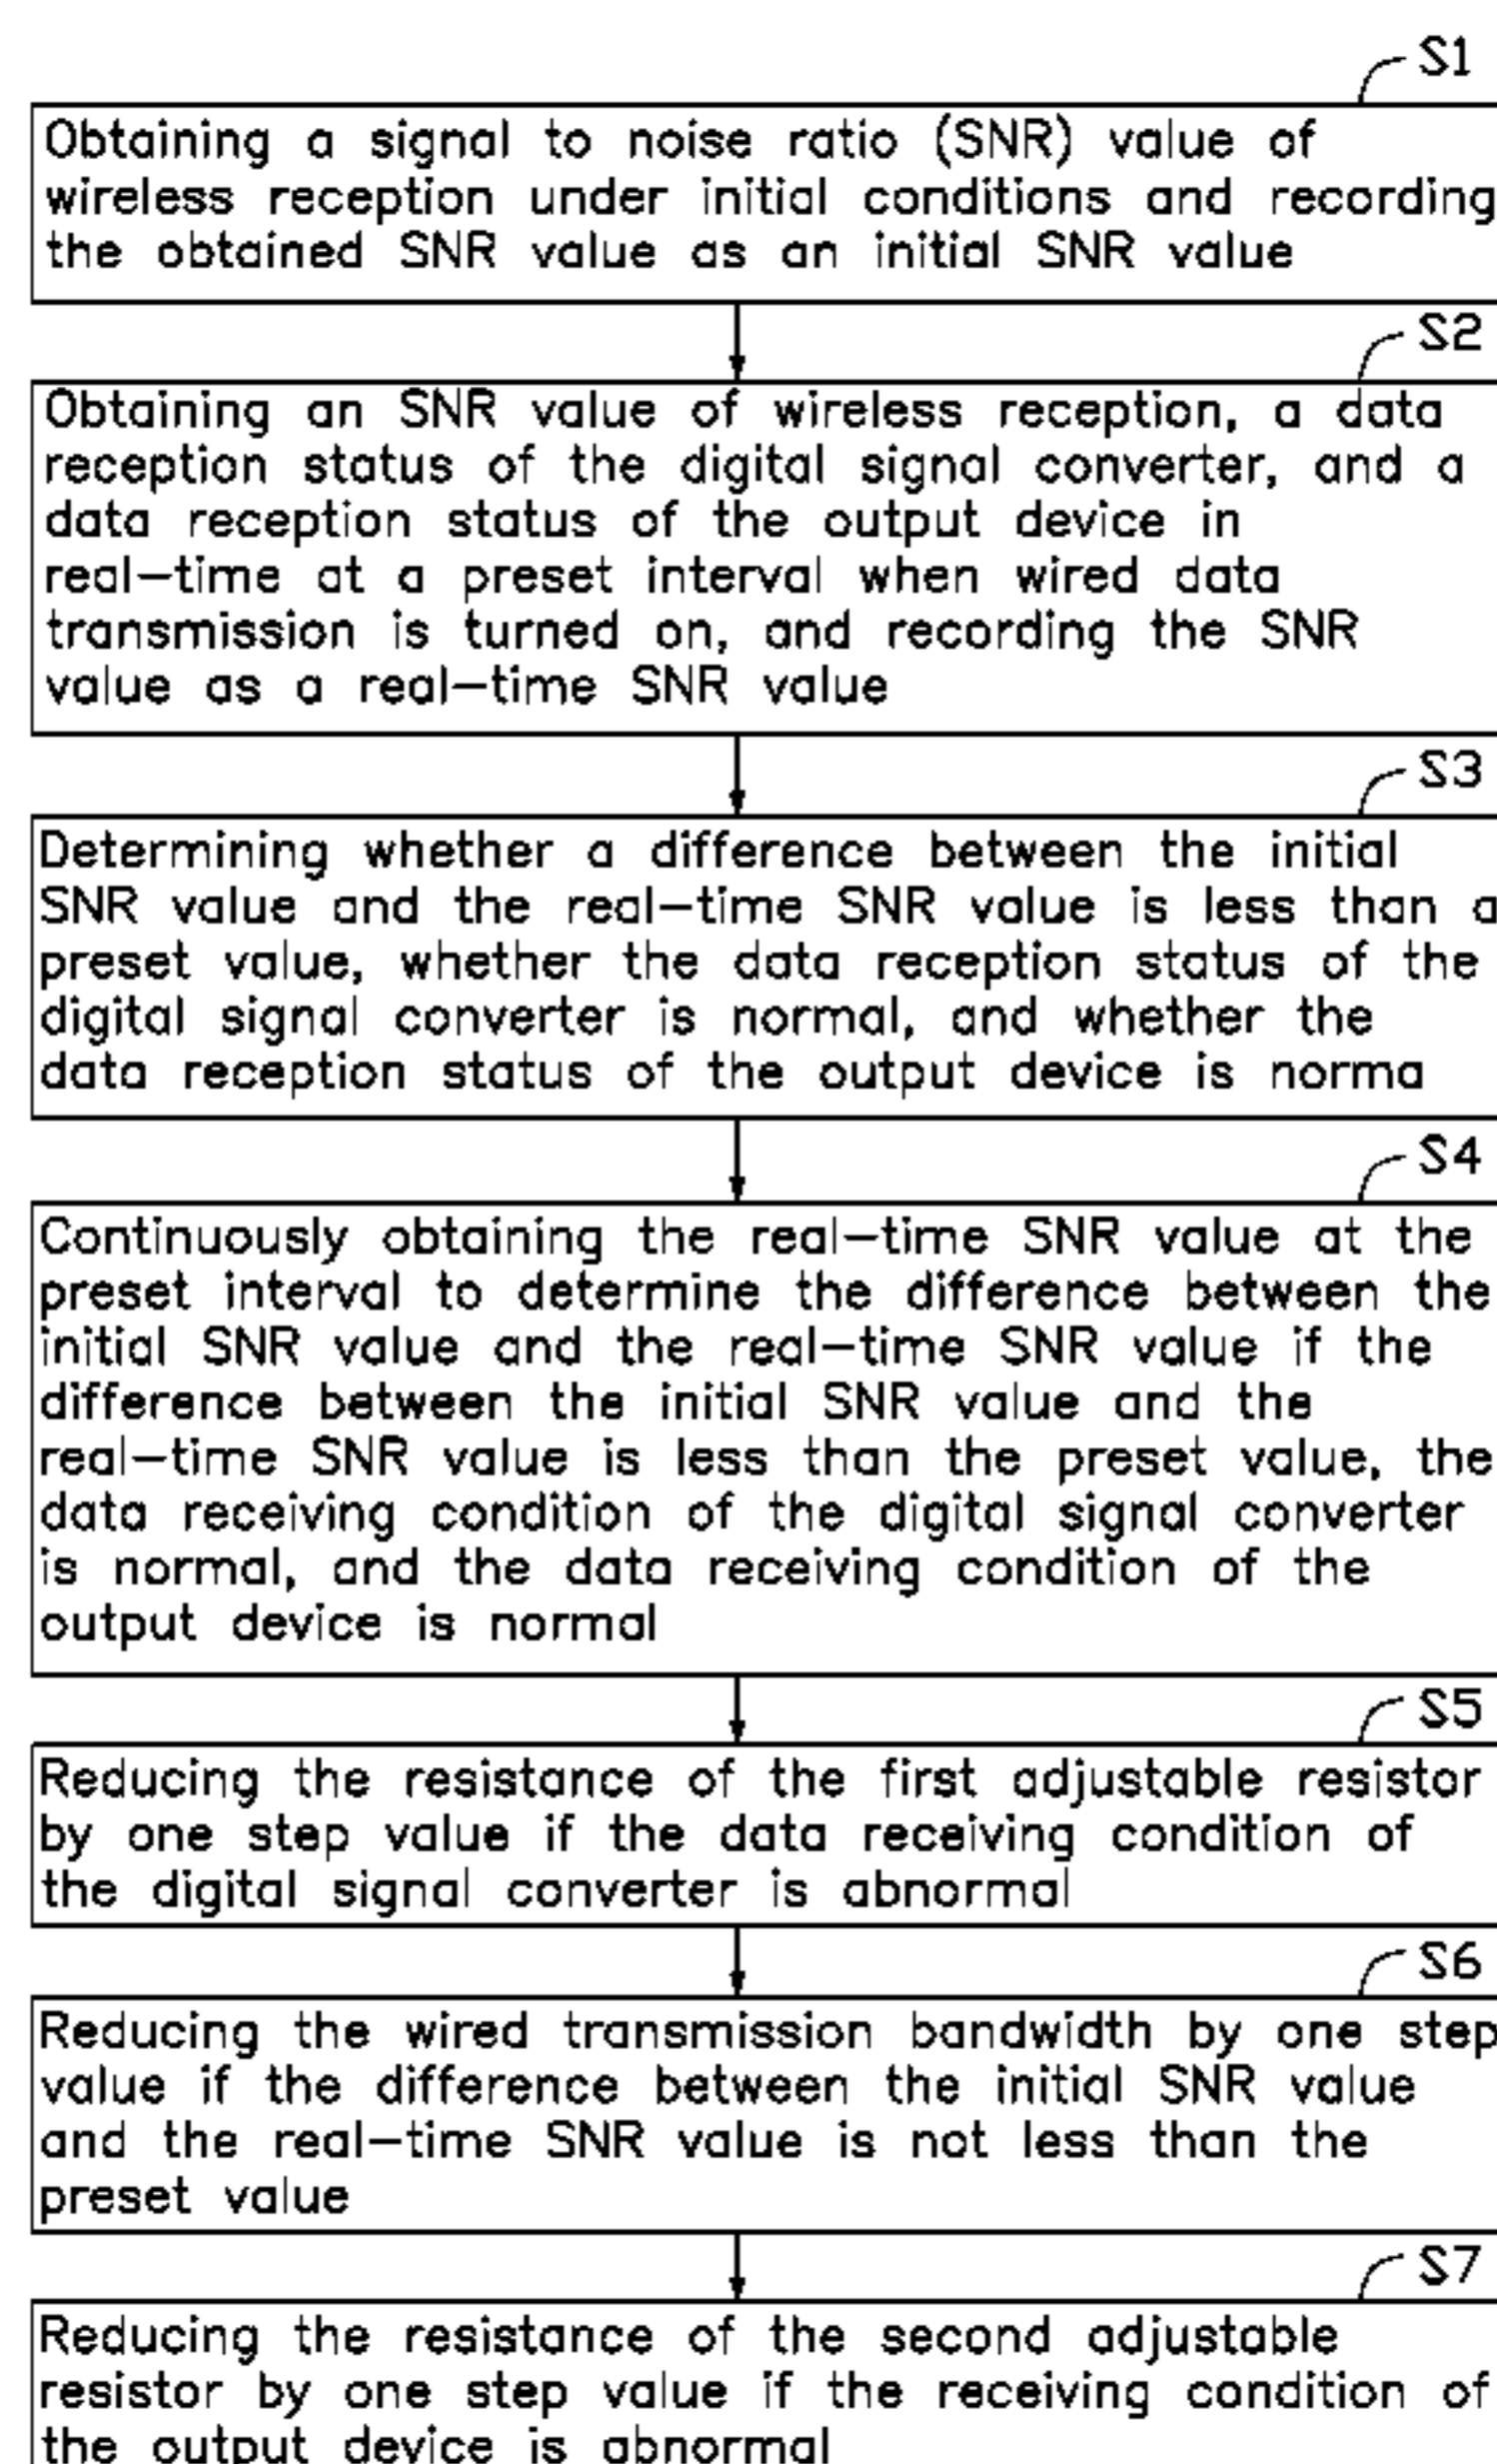 S1
Obtaining a signal to noise ratio (SNR) value of
wireless reception under initial conditions and recording
the obtained SNR value as an initial SNR value
S2
Obtaining an SNR value of wireless reception, a data
reception status of the digital signal converter, and a
data reception status of the output device in
real-time at a preset interval when wired data
transmission is turned on, and recording the SNR
value as a real-time SNR value
S3
Determining whether a difference between the initial
SNR value and the real-time SNR value is less than a
preset value, whether the data reception status of the
digital signal converter is normal, and whether the
data reception status of the output device is norma
S4
Continuously obtaining the real-time SNR value at the
preset interval to determine the difference between the
initial SNR value and the real-time SNR value if the
difference between the initial SNR value and the
real-time SNR value is less than the preset value, the
data receiving condition of the digital signal converter
is normal, and the data receiving condition of the
output device is normal
S5
Reducing the resistance of the first adjustable resistor
by one step value if the data receiving condition of
the digital signal converter is abnormal
S6
Reducing the wired transmission bandwidth by one step
value if the difference between the initial SNR value
and the real-time SNR value is not less than the
preset value
S7
Reducing the resistance of the second adjustable
resistor by one step value if the receiving condition of
the output device is abnormal